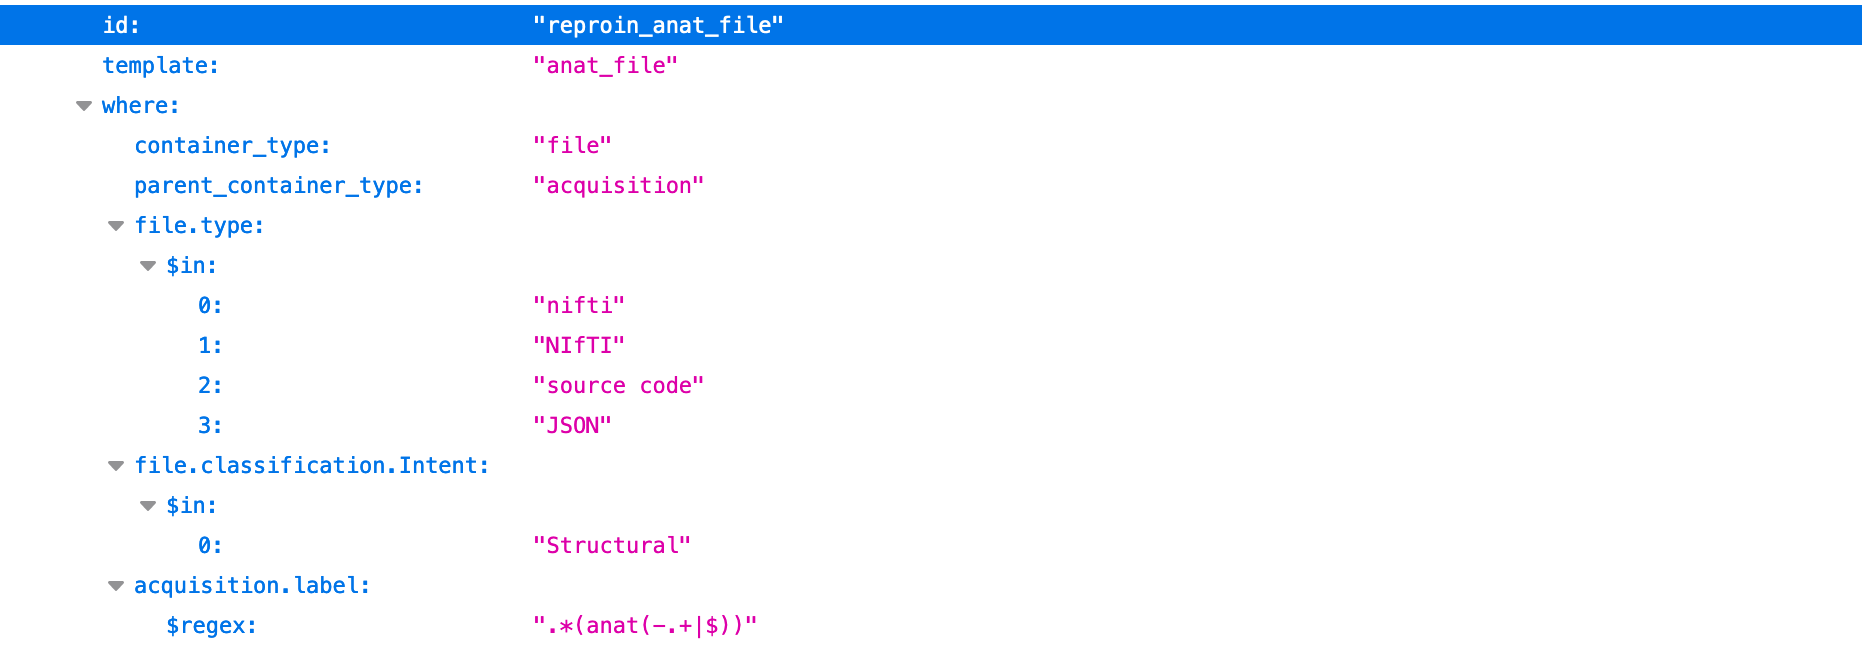 id: "reproin_anat_file"
template: "anat_file"
where:
container_type: "file"
parent_container_type: "acquisition"
file.type:
$in:
0: "nifti"
1: "NIfTI"
2: "source code"
3: "JSON"
file.classification.Intent:
$in:
0: "Structural"
acquisition.label:
$regex: ".*(anat(-.+|$))"